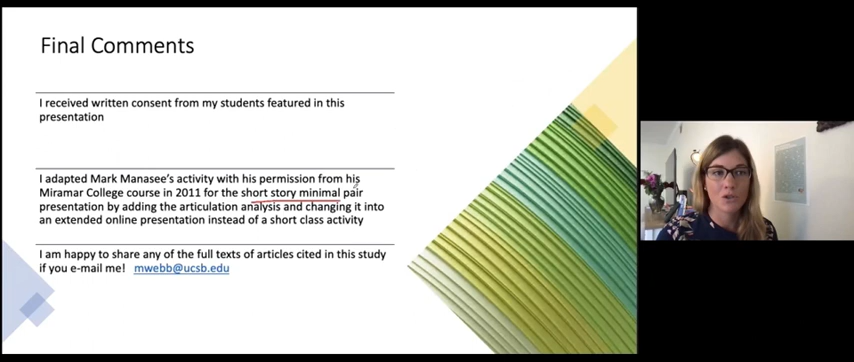 Final Comments
I received written consent from my students featured in this
presentation
I adapted Mark Manasee's activity with his permission from his
Miramar College course in 2011 for the short story minimal pair
presentation by adding the articulation analysis and changing it into
an extended online presentation instead of a short class activity
I am happy to share any of the full texts of articles cited in this study
if you e-mail me! mwebb@ucsb.edu